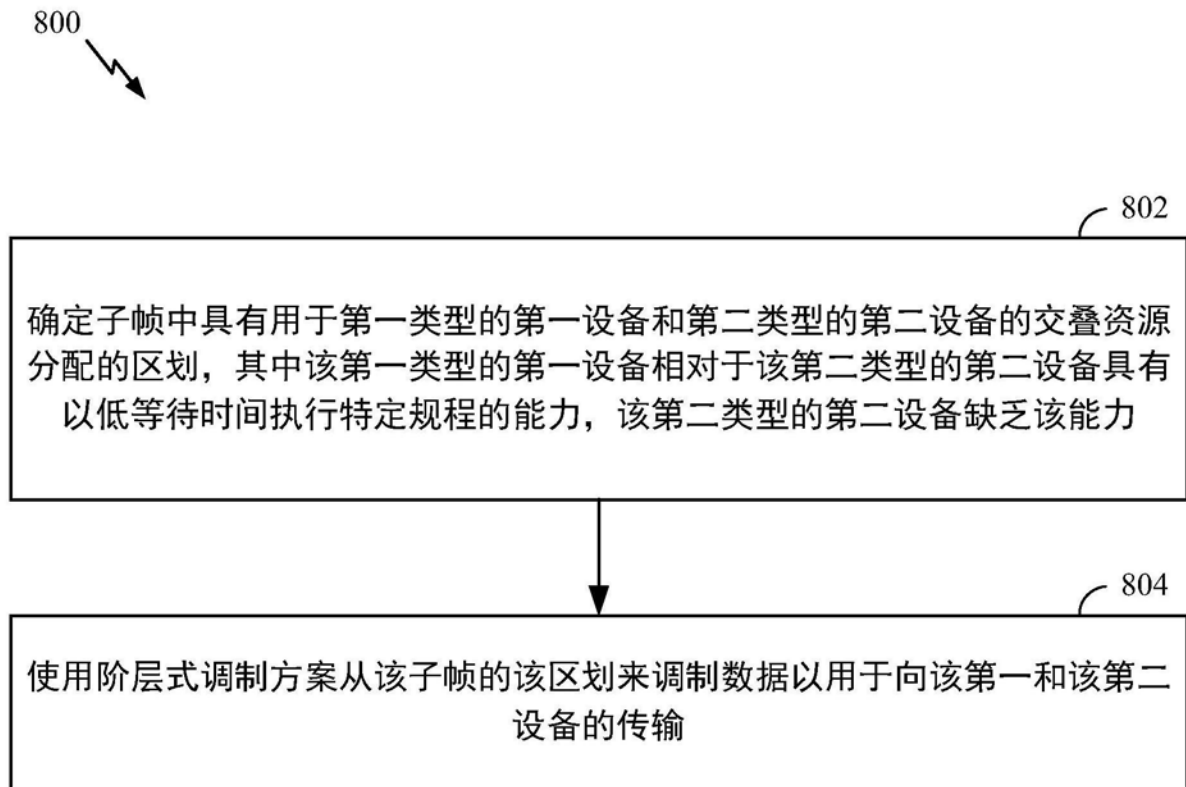 800
802
确定子帧中具有用于第一类型的第一设备和第二类型的第二设备的交叠资源
分配的区划，其中该第一类型的第一设备相对于该第二类型的第二设备具有
以低等待时间执行特定规程的能力，该第二类型的第二设备缺乏该能力
804
使用阶层式调制方案从该子帧的该区划来调制数据以用于向该第一和该第二
设备的传输